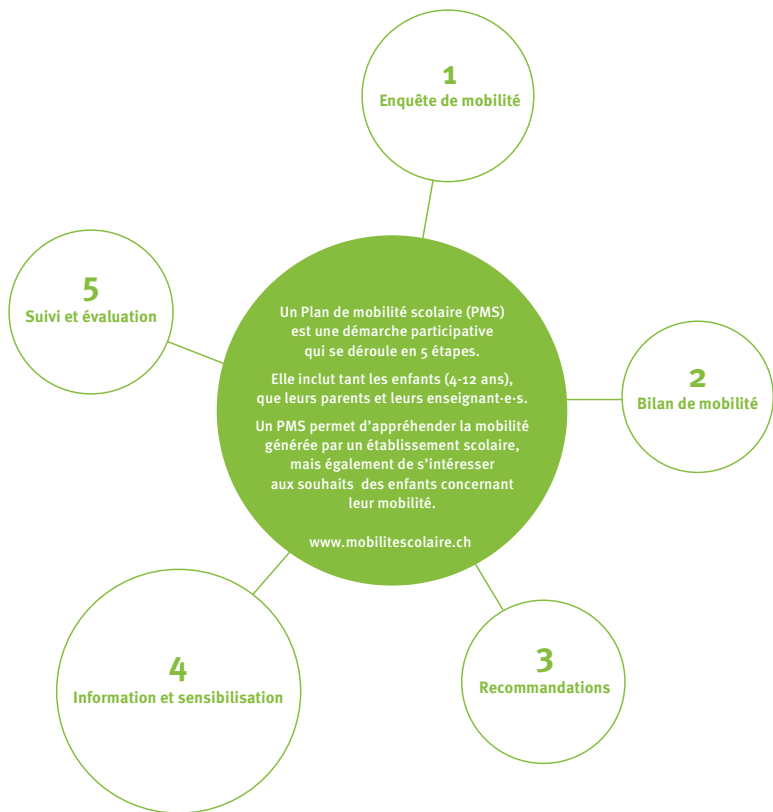 1
Enquête de mobilité
5
Suivi et évaluation
Un Plan de mobilité scolaire (PMS)
est une démarche participative
qui se déroule en 5 étapes.
Elle inclut tant les enfants (4-12 ans),
que leurs parents et leurs enseignant·e·s.
Un PMS permet d’appréhender la mobilité
générée par un établissement scolaire,
mais également de s’intéresser
aux souhaits des enfants concernant
leur mobilité.
www.mobilitescolaire.ch
2
Bilan de mobilité
4
Information et sensibilisation
3
Recommandations